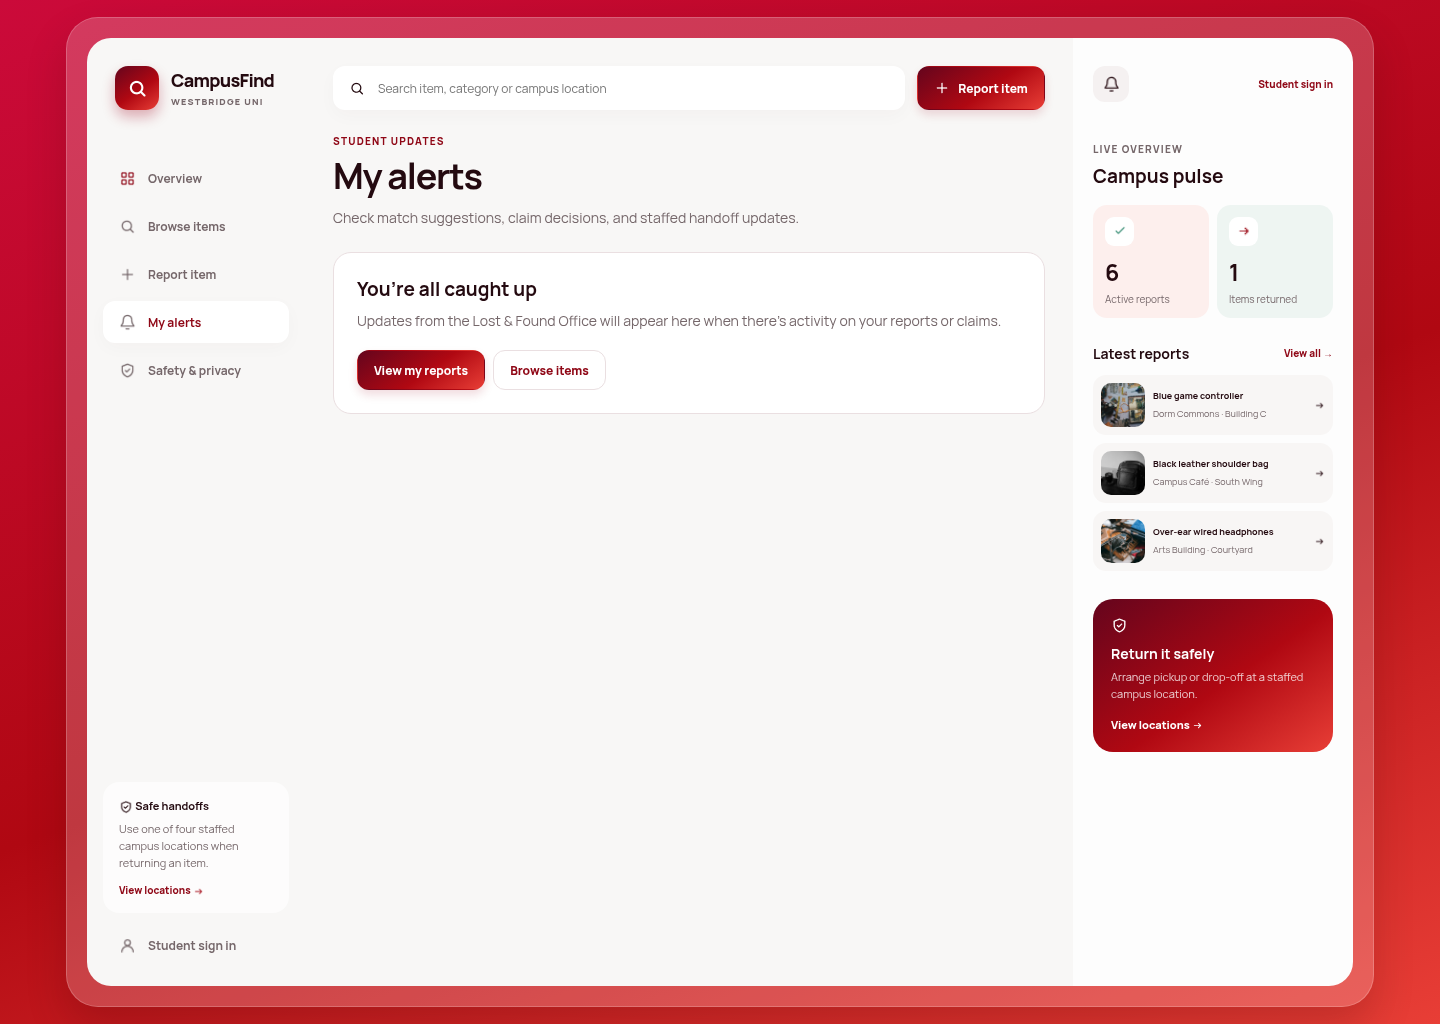 CampusFind
WESTBRIDGE UNI
Overview
Browse items
Report item
My alerts
Safety & privacy
Safe handoffs
Use one of four staffed
campus locations when
returning an item.
View locations →
Student sign in
Search item, category or campus location
Report item
STUDENT UPDATES
My alerts
Check match suggestions, claim decisions, and staffed handoff updates.
You're all caught up
Updates from the Lost & Found Office will appear here when there's activity on your reports or claims.
View my reports
Browse items
Student sign in
LIVE OVERVIEW
Campus pulse
6
Active reports
1
Items returned
Latest reports
View all →
Blue game controller
Dorm Commons · Building C
Black leather shoulder bag
Campus Café · South Wing
Over-ear wired headphones
Arts Building · Courtyard
Return it safely
Arrange pickup or drop-off at a staffed
campus location.
View locations →